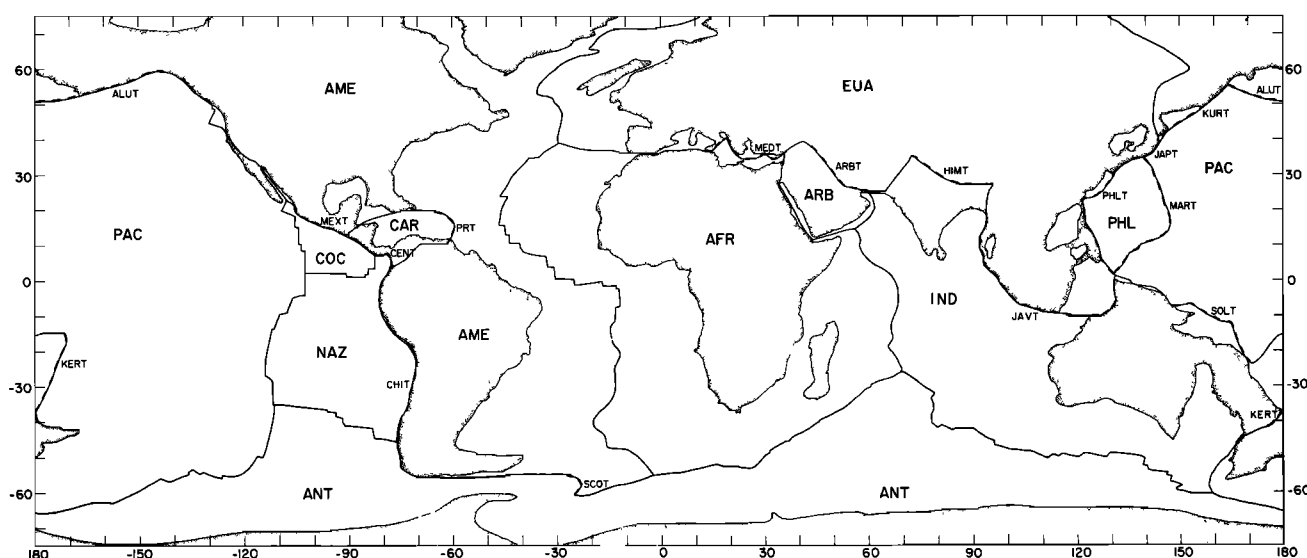 60
60
ALUT
AME
EUA
ALUT
KURT
MEDT
JAPT
30
30
ARBT
HIMT
PAC
ARB
PHLT
MART
MEXT
CAR
PRT
PHL
PAC
AFR
COC
CENT
0
0
IND
SOLT
JAVT
AME
NAZ
KERT
CHIT
-30
-30
KERT
SCOT
-60
-60
ANT
ANT
180
-150
-120
-90
-60
-30
0
30
60
90
120
150
180